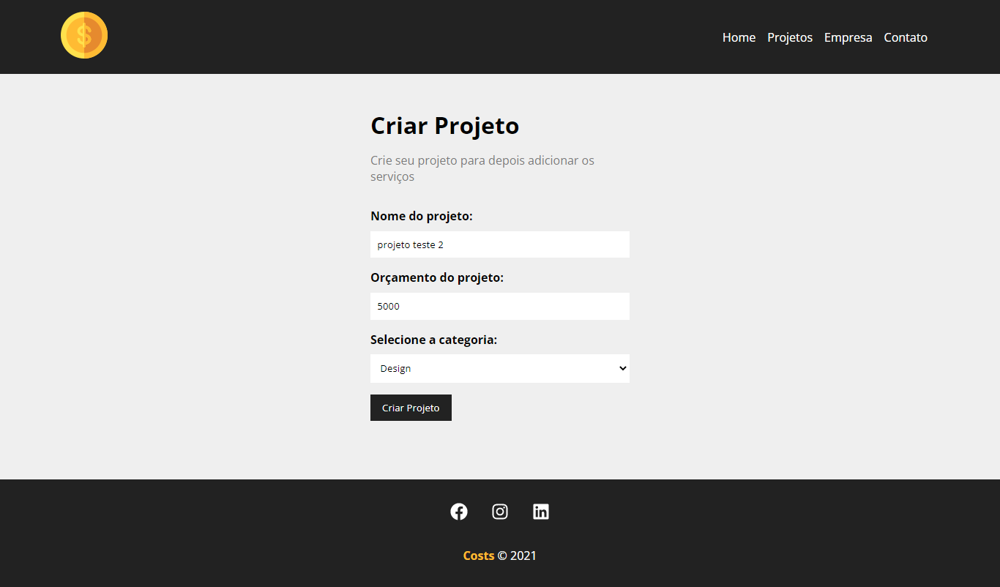 $
Home Projetos Empresa Contato
Criar Projeto
Crie seu projeto para depois adicionar os
serviços
Nome do projeto:
projeto teste 2
Orçamento do projeto:
5000
Selecione a categoria:
Design
Criar Projeto
Costs © 2021